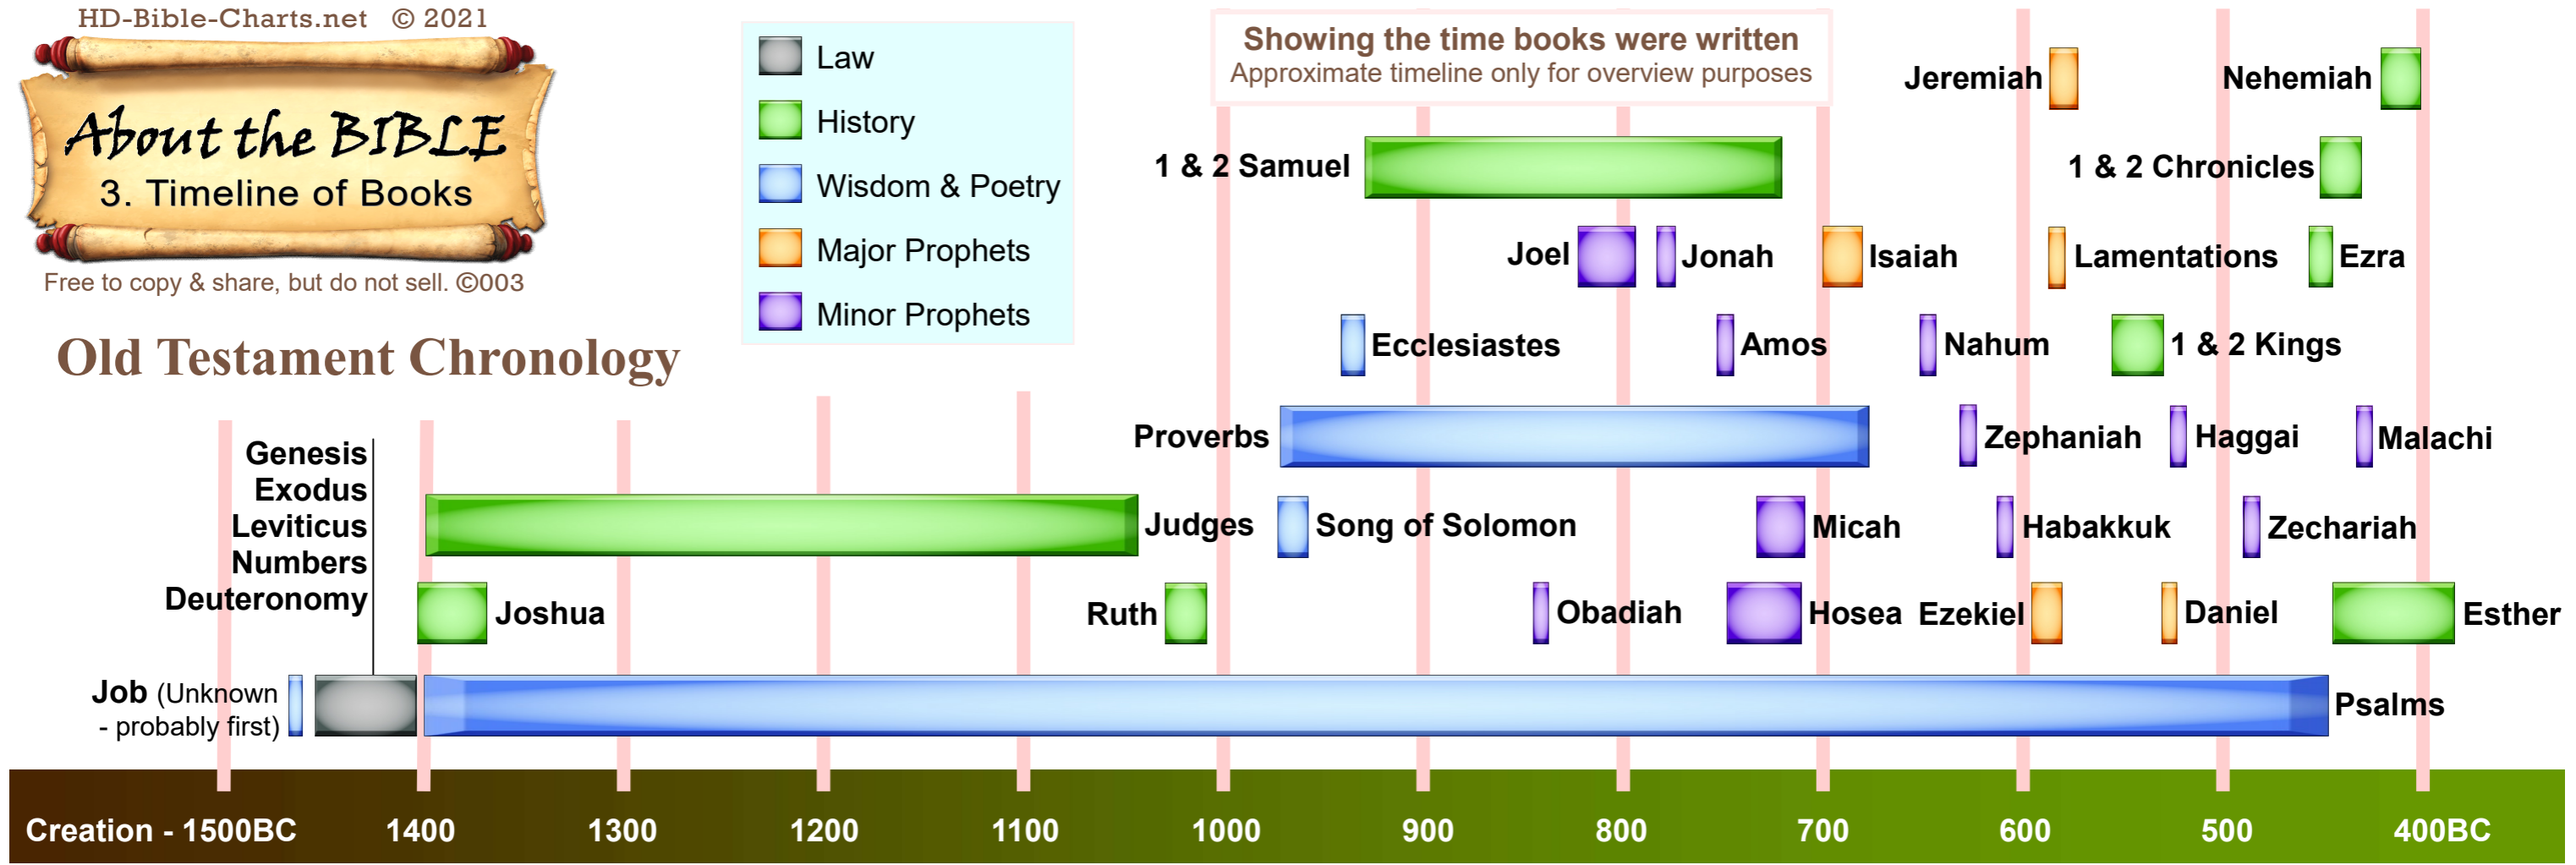 HD-Bible-Charts.net © 2021
About the BIBLE
3. Timeline of Books
Free to copy & share, but do not sell. ©003
Old Testament Chronology
Law
History
Wisdom & Poetry
Major Prophets
Minor Prophets
Showing the time books were written
Approximate timeline only for overview purposes
Jeremiah
Nehemiah
1 & 2 Samuel
1 & 2 Chronicles
Joel
Jonah
Isaiah
Lamentations
Ezra
Ecclesiastes
Amos
Nahum
1 & 2 Kings
Proverbs
Zephaniah
Haggai
Malachi
Genesis
Exodus
Leviticus
Numbers
Deuteronomy
Judges
Song of Solomon
Micah
Habakkuk
Zechariah
Joshua
Ruth
Obadiah
Hosea
Ezekiel
Daniel
Esther
Job (Unknown
- probably first)
Psalms
Creation - 1500BC 1400 1300 1200 1100 1000 900 800 700 600 500 400BC